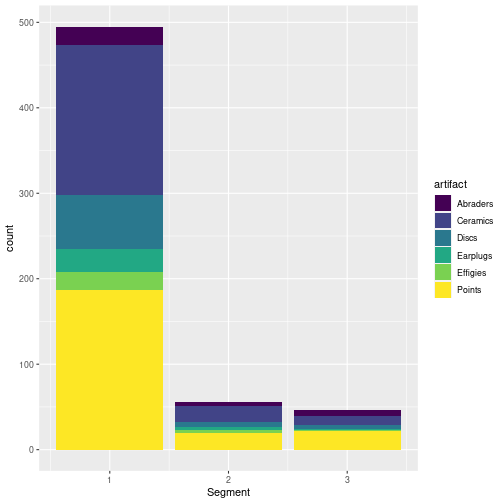 500
400
300
200
100
0
count
1 2 3
Segment
artifact
Abraders
Ceramics
Discs
Earplugs
Effigies
Points